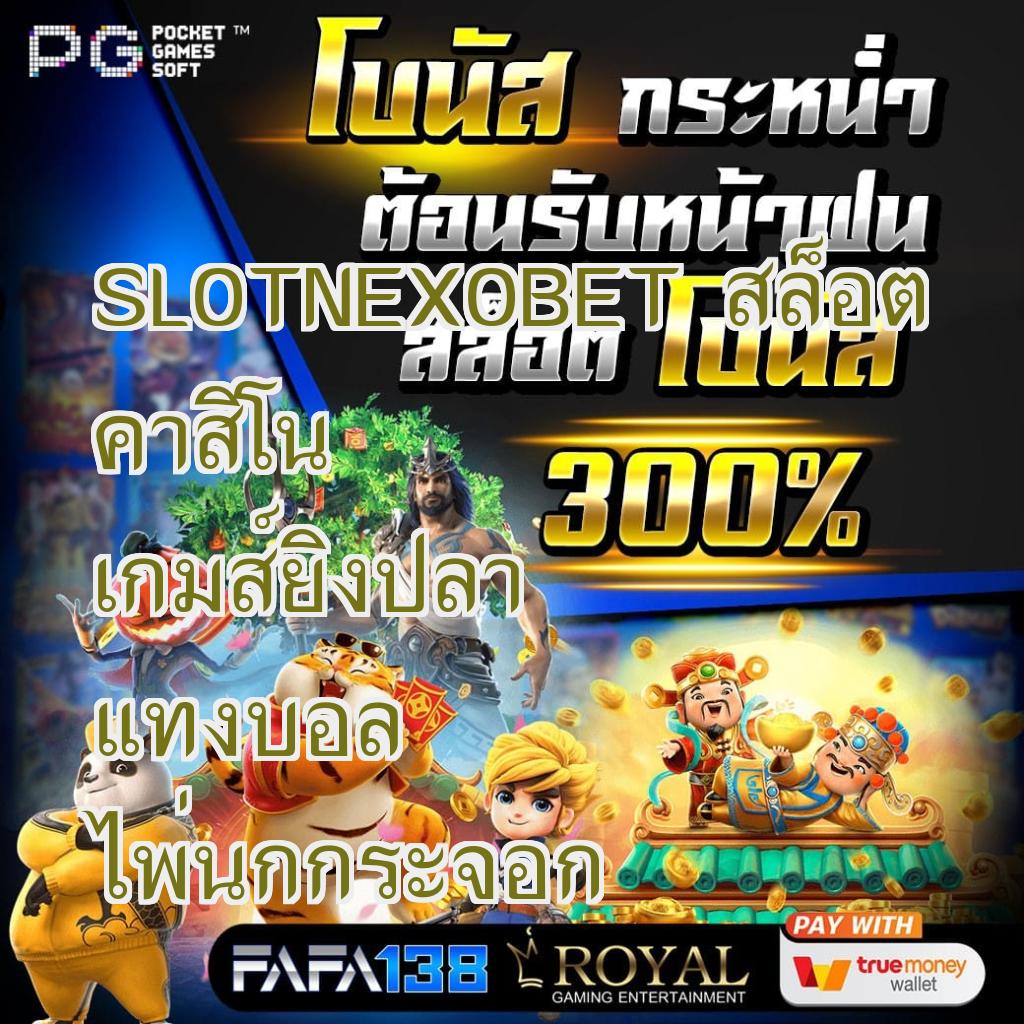 PG POCKET GAMES SOFT ™
โบนัส กระหน่ำ
ต้อนรับหน้าฝน
SLOTNEXOBET สล็อต
สล็อต โบนัส
คาสิโน
300%
เกมส์ยิงปลา
แทงบอล
ไพ่นกกระจอก
FAFA138
ROYAL
GAMING ENTERTAINMENT
PAY WITH
truemoney
wallet